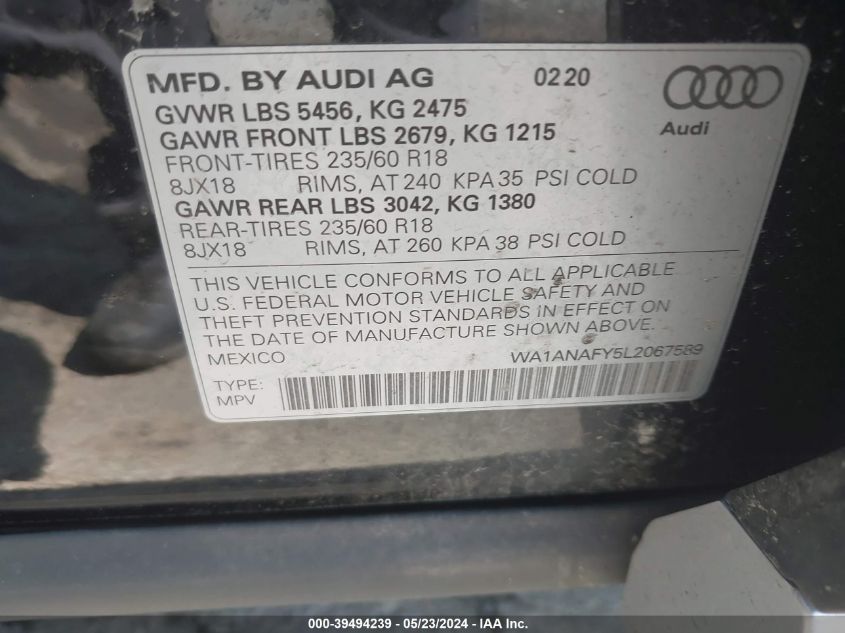 MFD. BY AUDI AG 0220
GVWR LBS 5456, KG 2475
GAWR FRONT LBS 2679, KG 1215
Audi
FRONT-TIRES 235/60 R18
8JX18 RIMS, AT 240 KPA 35 PSI COLD
GAWR REAR LBS 3042, KG 1380
REAR-TIRES 235/60 R18
8JX18 RIMS, AT 260 KPA 38 PSI COLD
THIS VEHICLE CONFORMS TO ALL APPLICABLE
U.S. FEDERAL MOTOR VEHICLE SAFETY AND
THEFT PREVENTION STANDARDS IN EFFECT ON
THE DATE OF MANUFACTURE SHOWN ABOVE.
MEXICO WA1ANAFY5L2067589
TYPE:
MPV
000-39494239 - 05/23/2024 - IAA Inc.